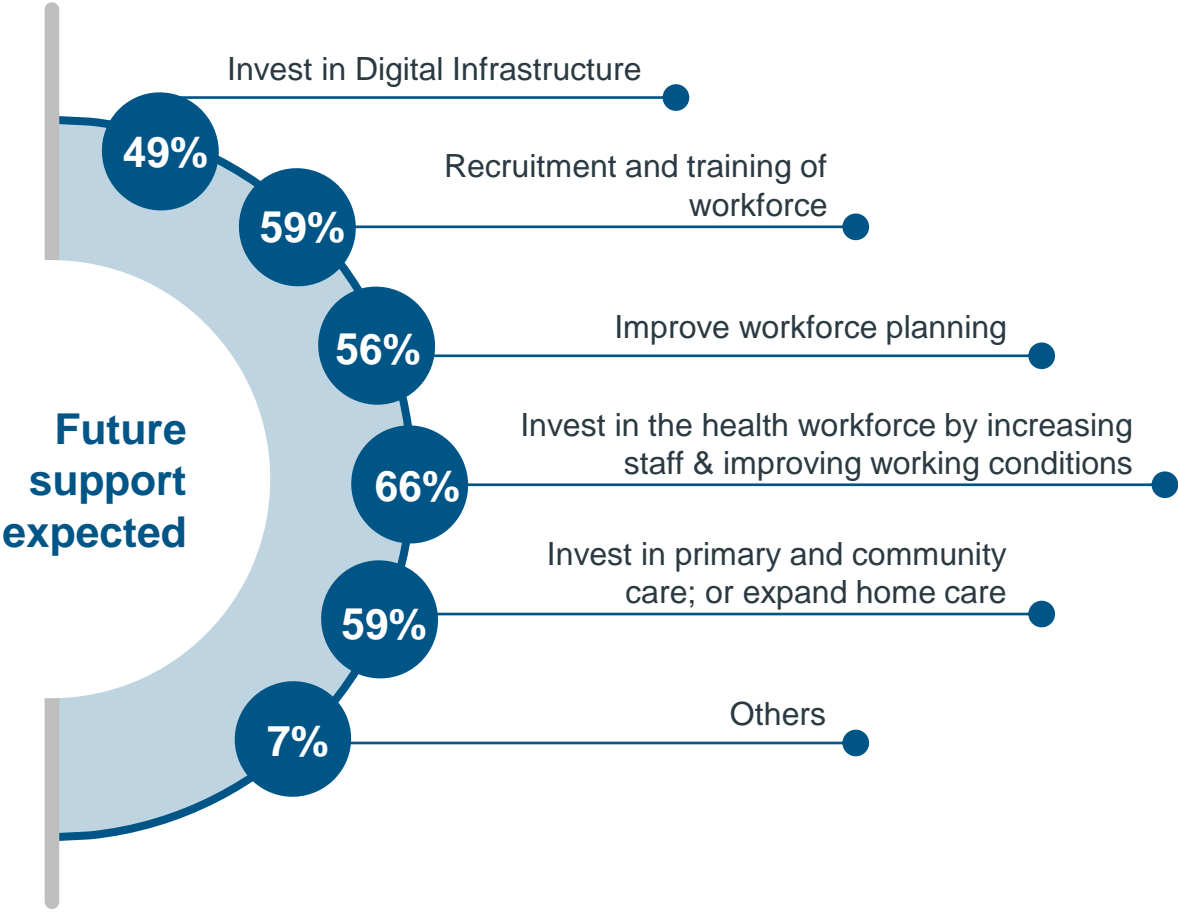 Invest in Digital Infrastructure
49%
Recruitment and training of
workforce
59%
Improve workforce planning
56%
Invest in the health workforce by increasing
staff & improving working conditions
66%
Future
support
expected
Invest in primary and community
care; or expand home care
59%
Others
7%